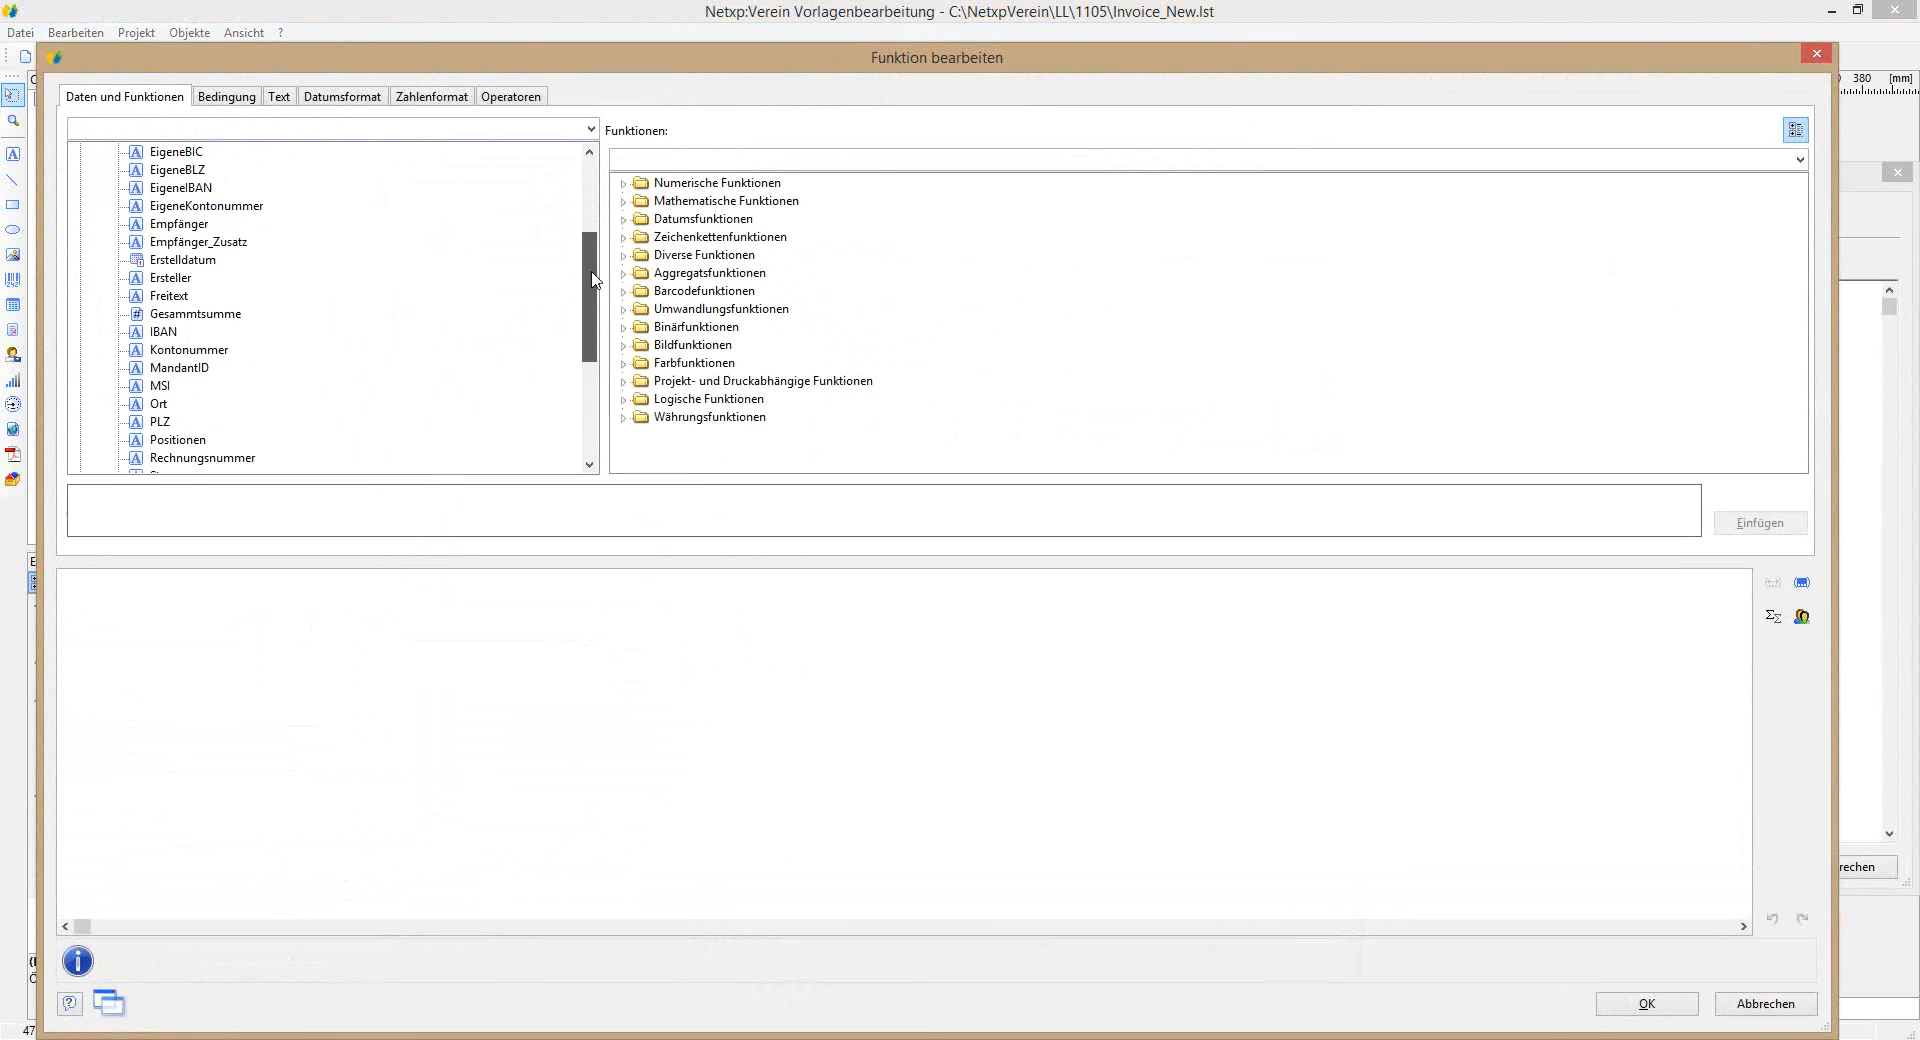 Netxp:Verein Vorlagenbearbeitung - C:\NetxpVerein\LL\1105\Invoice_New.lst
Datei Bearbeiten Projekt Objekte Ansicht ?
Funktion bearbeiten
380 [mm]
Daten und Funktionen Bedingung Text Datumsformat Zahlenformat Operatoren
Funktionen:
EigeneBIC
EigeneBLZ
EigeneIBAN
EigeneKontonummer
Empfänger
Empfänger_Zusatz
Erstelldatum
Ersteller
Freitext
Gesammtsumme
IBAN
Kontonummer
MandantID
MSI
Ort
PLZ
Positionen
Rechnungsnummer
Numerische Funktionen
Mathematische Funktionen
Datumsfunktionen
Zeichenkettenfunktionen
Diverse Funktionen
Aggregatsfunktionen
Barcodefunktionen
Umwandlungsfunktionen
Binärfunktionen
Bildfunktionen
Farbfunktionen
Projekt- und Druckabhängige Funktionen
Logische Funktionen
Währungsfunktionen
Einfügen
rechen
OK Abbrechen
47